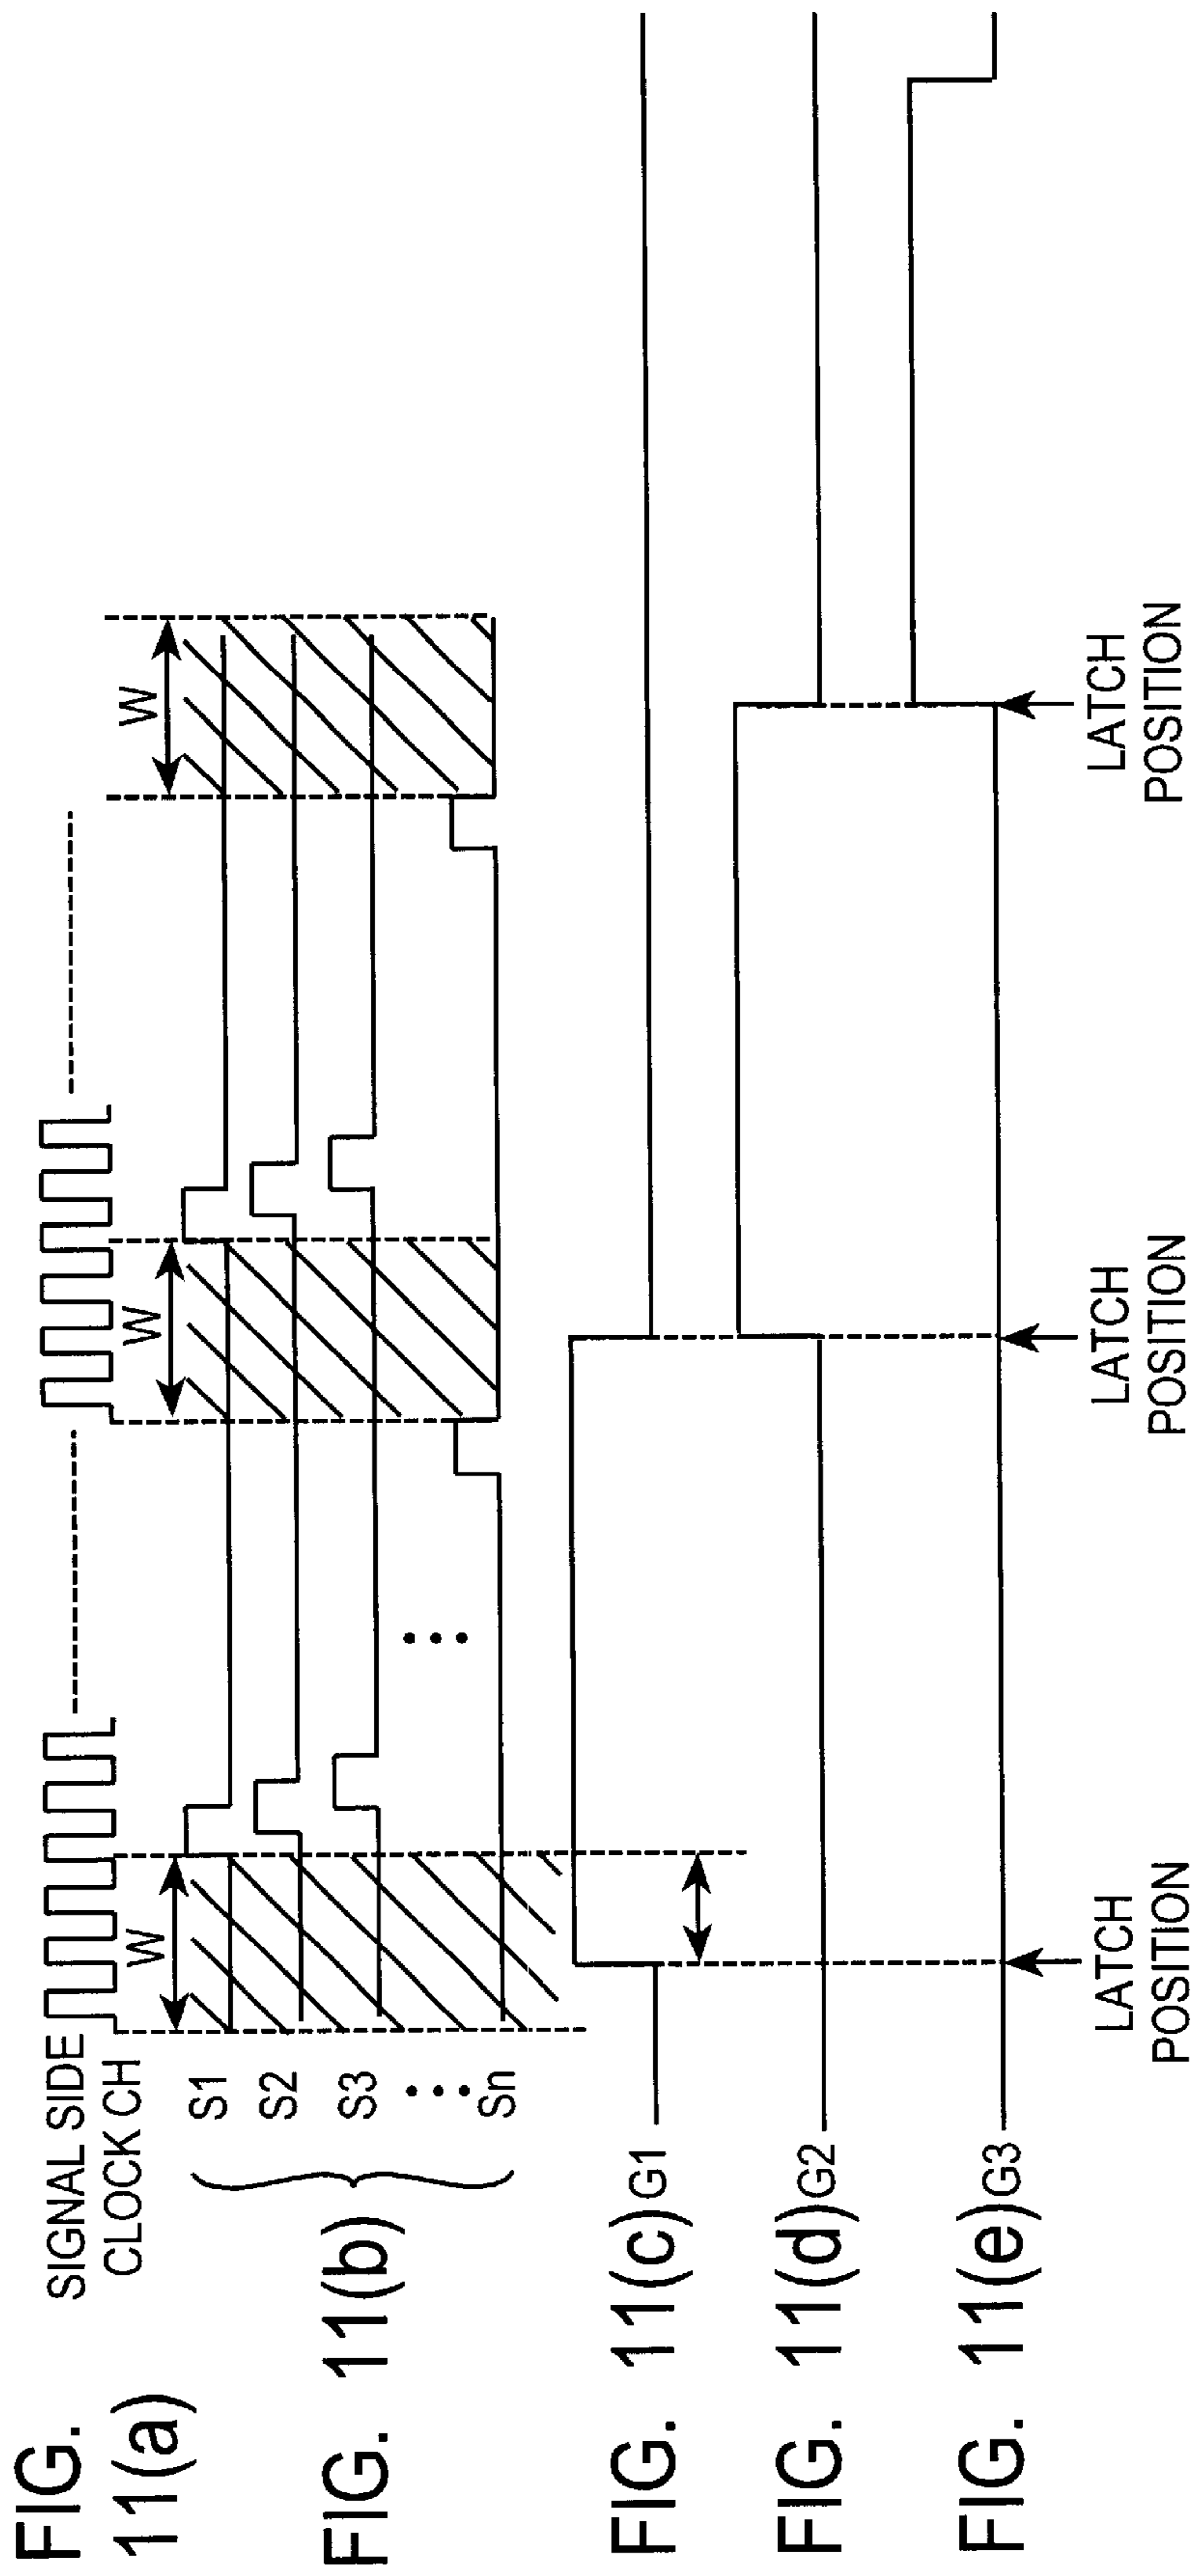 FIG.
11(a)
SIGNAL SIDE
CLOCK CH
W
W
W
FIG. 11(b)
S1
S2
S3
Sn
FIG. 11(c) G1
FIG. 11(d) G2
FIG. 11(e) G3
LATCH
POSITION
LATCH
POSITION
LATCH
POSITION